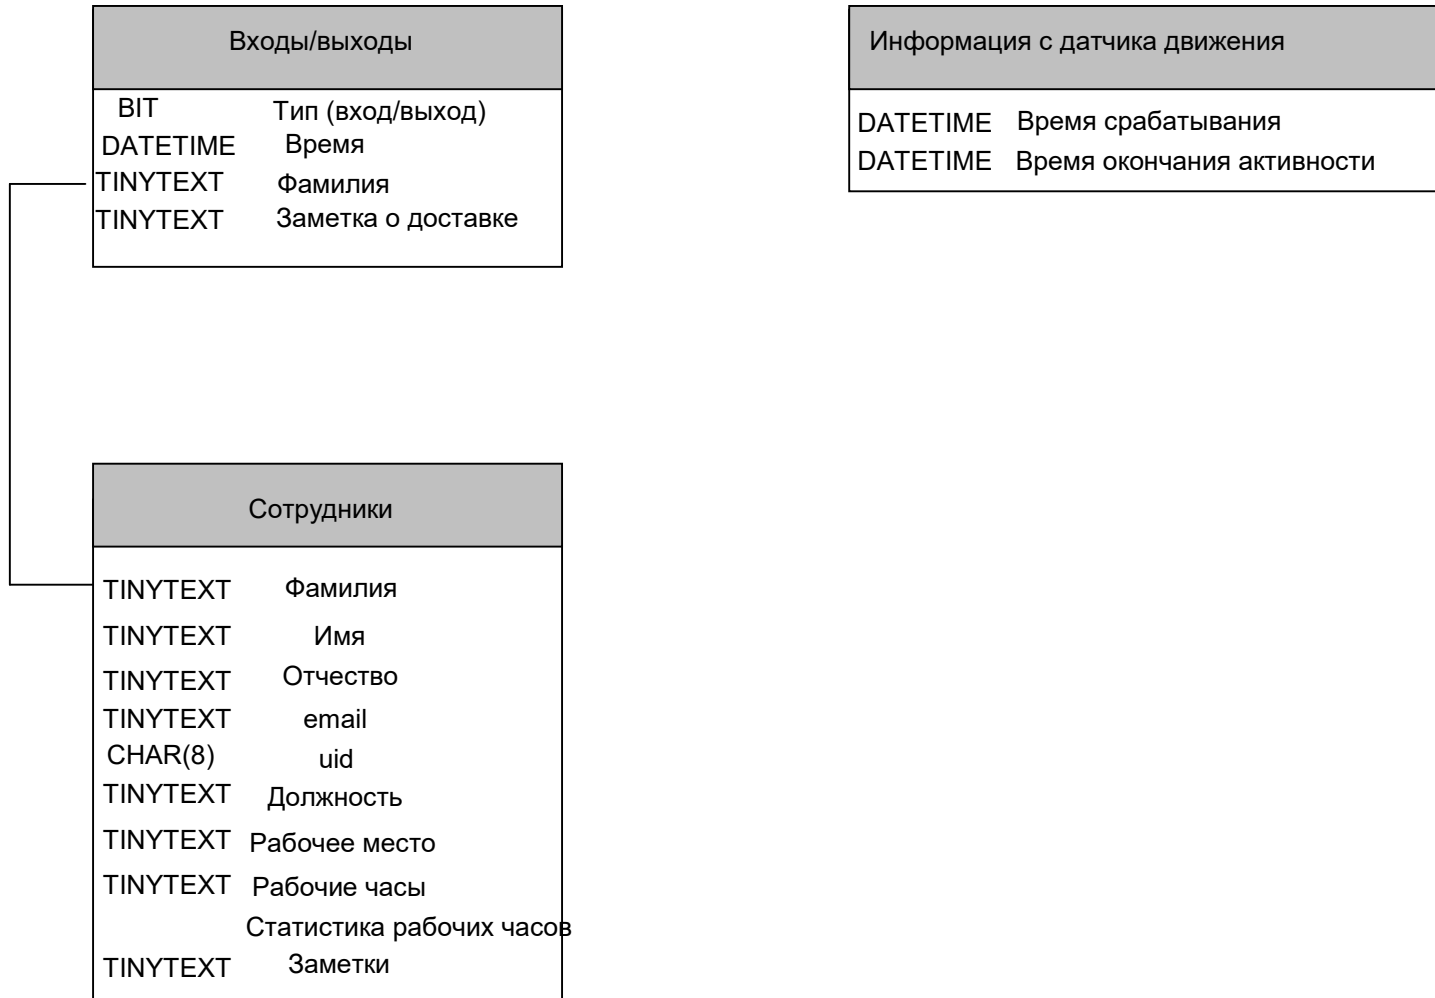 Входы/выходы
BIT Тип (вход/выход)
DATETIME Время
TINYTEXT Фамилия
TINYTEXT Заметка о доставке
Информация с датчика движения
DATETIME Время срабатывания
DATETIME Время окончания активности
Сотрудники
TINYTEXT Фамилия
TINYTEXT Имя
TINYTEXT Отчество
TINYTEXT email
CHAR(8) uid
TINYTEXT Должность
TINYTEXT Рабочее место
TINYTEXT Рабочие часы
Статистика рабочих часов
TINYTEXT Заметки